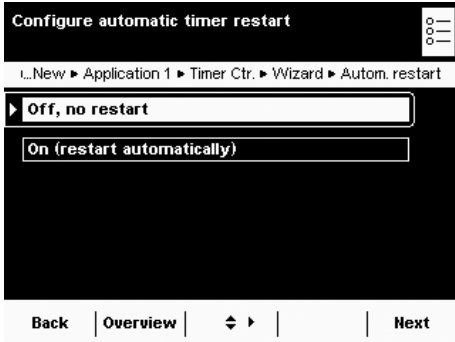 Configure automatic timer restart
...New ▸ Application 1 ▸ Timer Ctr. ▸ Wizard ▸ Autom. restart
Off, no restart
On (restart automatically)
Back Overview Next